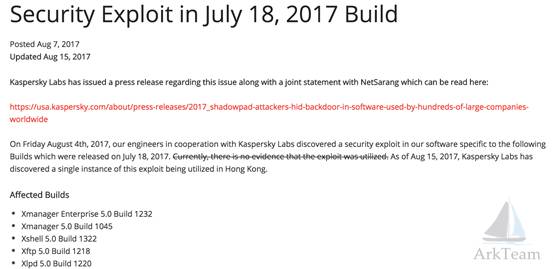 Security Exploit in July 18, 2017 Build
Posted Aug 7, 2017
Updated Aug 15, 2017
Kaspersky Labs has issued a press release regarding this issue along with a joint statement with NetSarang which can be read here:
https://usa.kaspersky.com/about/press-releases/2017_shadowpad-attackers-hid-backdoor-in-software-used-by-hundreds-of-large-companies-
worldwide
On Friday August 4th, 2017, our engineers in cooperation with Kaspersky Labs discovered a security exploit in our software specific to the following
Builds which were released on July 18, 2017. Currently, there is no evidence that the exploit was utilized. As of Aug 15, 2017, Kaspersky Labs has
discovered a single instance of this exploit being utilized in Hong Kong.
Affected Builds
• Xmanager Enterprise 5.0 Build 1232
• Xmanager 5.0 Build 1045
• Xshell 5.0 Build 1322
• Xftp 5.0 Build 1218
• Xlpd 5.0 Build 1220
ArkTeam